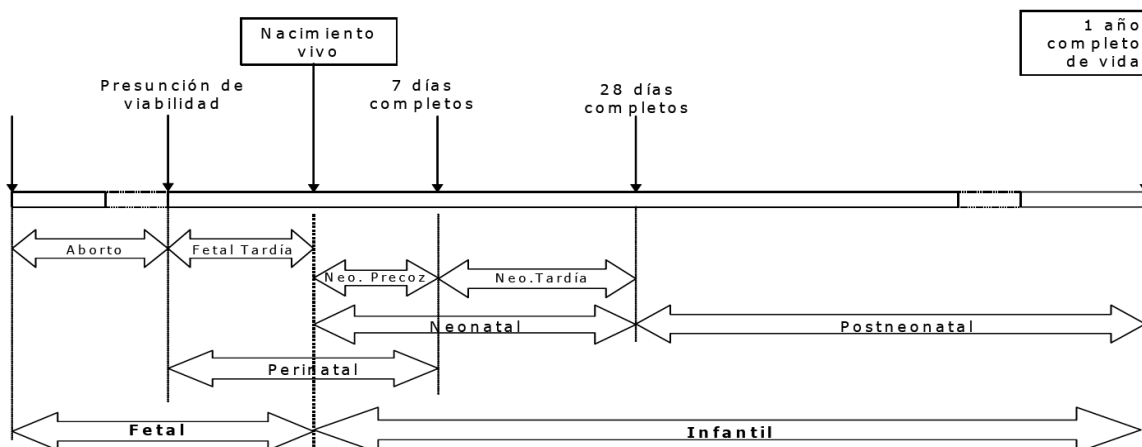 Nacimiento
vivo
1 año
completo
de vida
Presunción de
viabilidad
7 días
completos
28 días
completos
Aborto
Fetal Tardía
Neo. Precoz
Neo.Tardía
Neonatal
Postneonatal
Perinatal
Fetal
Infantil